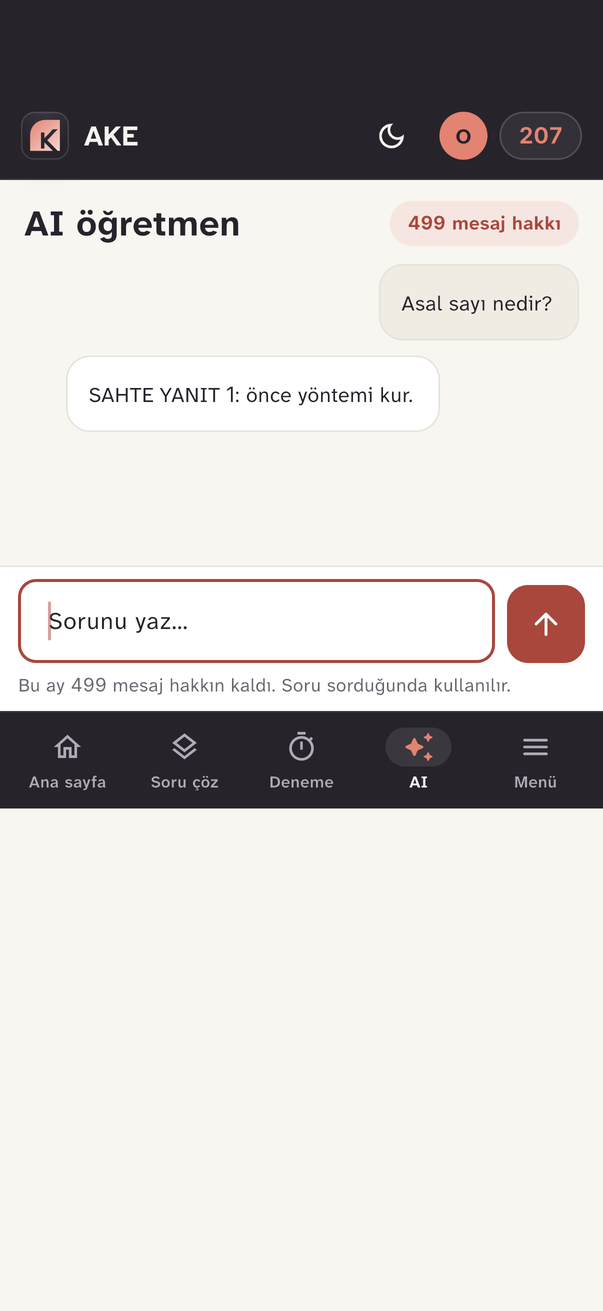 K AKE O 207
AI öğretmen 499 mesaj hakkı
Asal sayı nedir?
SAHTE YANIT 1: önce yöntemi kur.
Sorunu yaz...
Bu ay 499 mesaj hakkın kaldı. Soru sorduğunda kullanılır.
Ana sayfa Soru çöz Deneme AI Menü